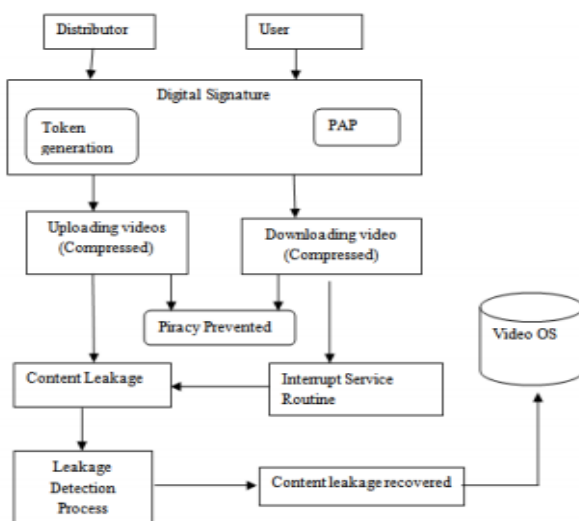 Distributor
User
Digital Signature
Token
generation
PAP
Uploading videos
(Compressed)
Downloading video
(Compressed)
Piracy Prevented
Video OS
Content Leakage
Interrupt Service
Routine
Leakage
Detection
Process
Content leakage recovered